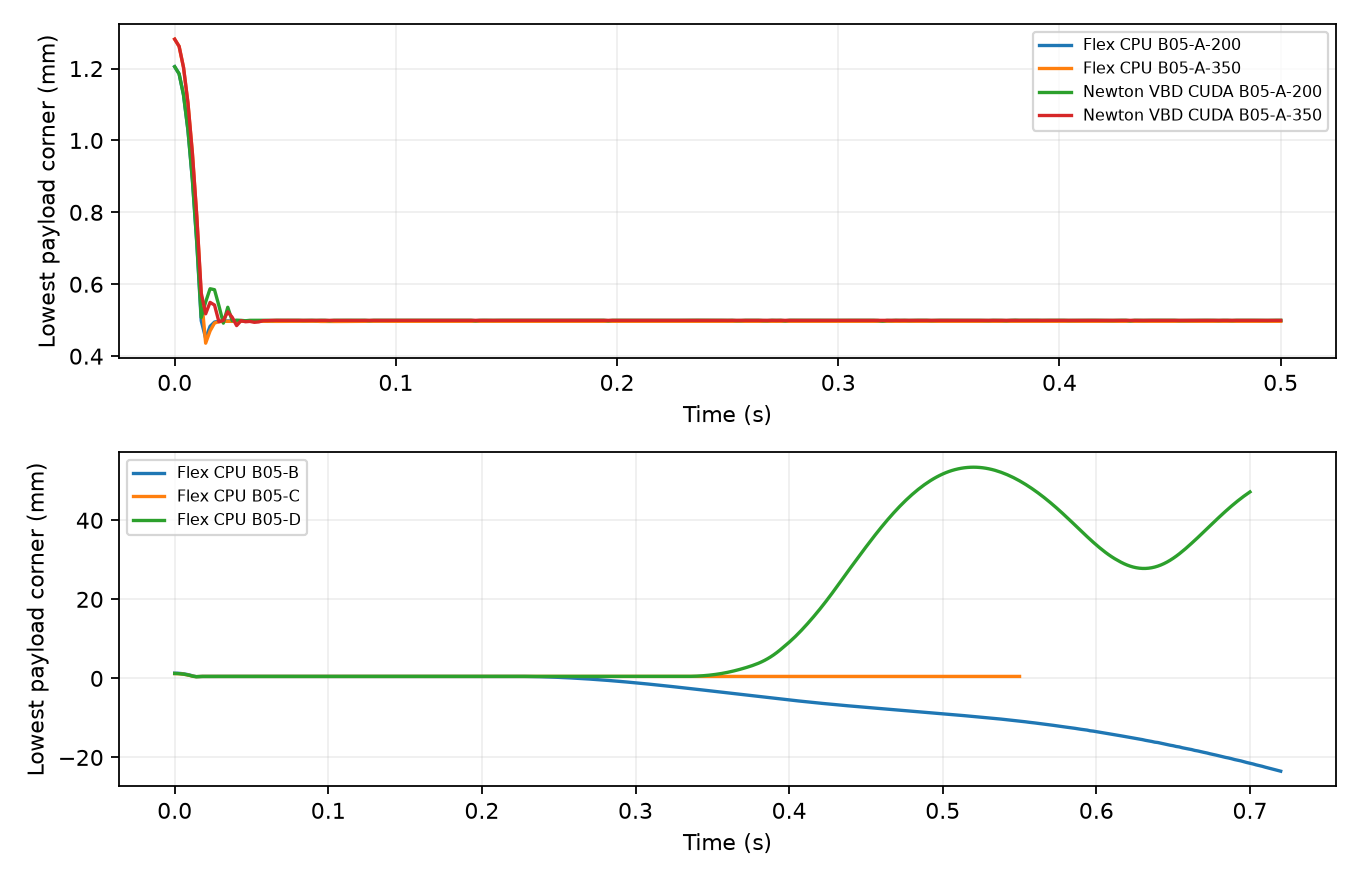 Lowest payload corner (mm)
1.2
1.0
0.8
0.6
0.4
Flex CPU B05-A-200
Flex CPU B05-A-350
Newton VBD CUDA B05-A-200
Newton VBD CUDA B05-A-350
0.0 0.1 0.2 0.3 0.4 0.5
Time (s)
Lowest payload corner (mm)
40
20
0
−20
Flex CPU B05-B
Flex CPU B05-C
Flex CPU B05-D
0.0 0.1 0.2 0.3 0.4 0.5 0.6 0.7
Time (s)